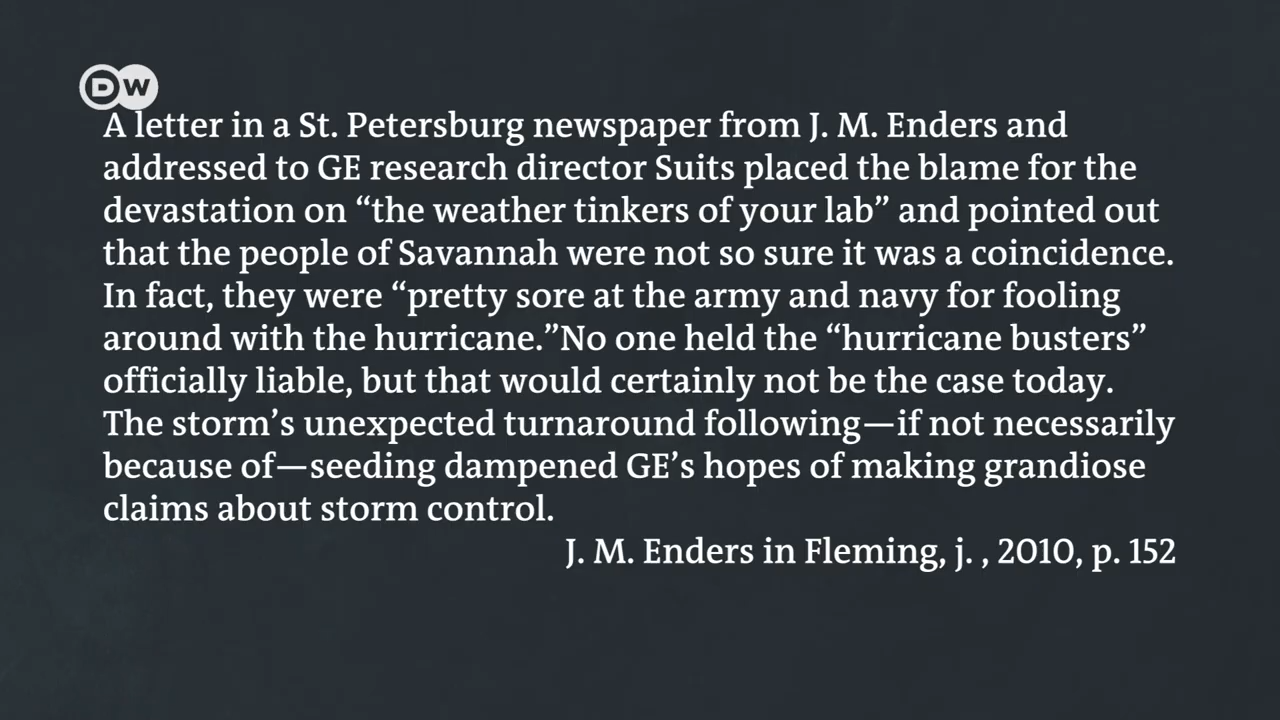 DW
A letter in a St. Petersburg newspaper from J. M. Enders and
addressed to GE research director Suits placed the blame for the
devastation on “the weather tinkers of your lab” and pointed out
that the people of Savannah were not so sure it was a coincidence.
In fact, they were “pretty sore at the army and navy for fooling
around with the hurricane.”No one held the “hurricane busters”
officially liable, but that would certainly not be the case today.
The storm’s unexpected turnaround following—if not necessarily
because of—seeding dampened GE’s hopes of making grandiose
claims about storm control.
J. M. Enders in Fleming, j. , 2010, p. 152